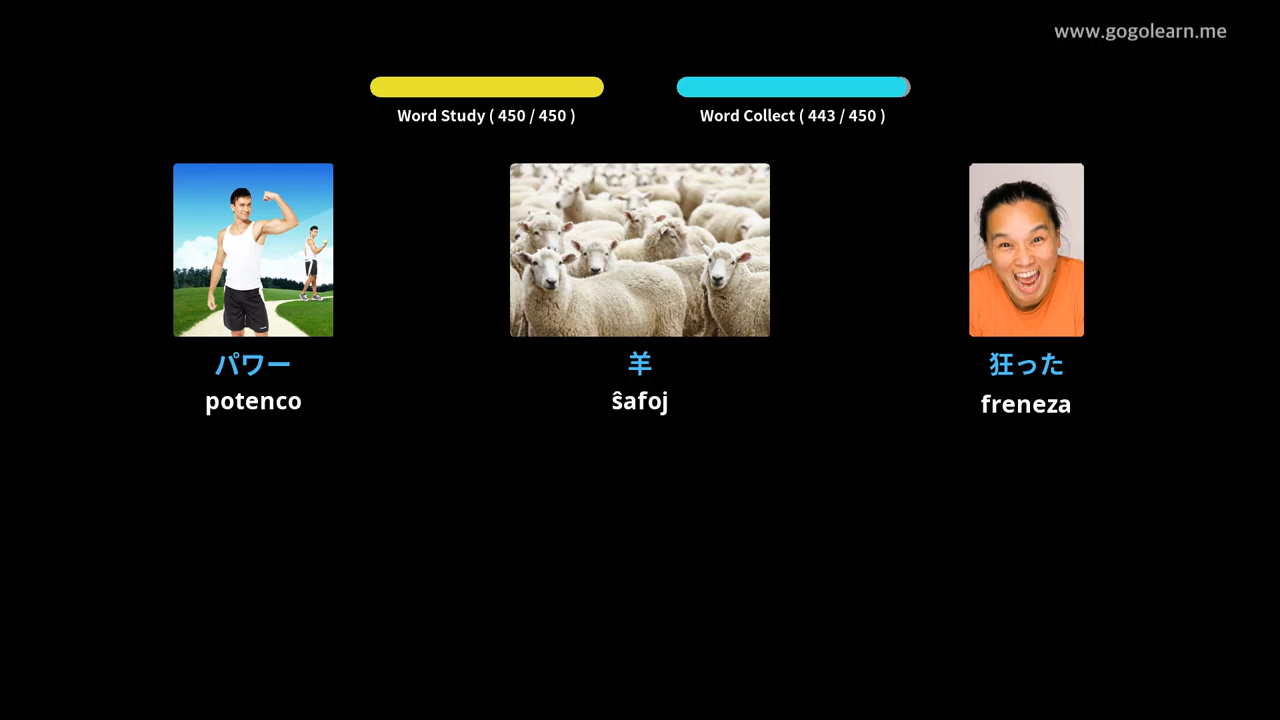 www.gogolearn.me
Word Study ( 450 / 450 )
Word Collect ( 443 / 450 )
パワー
potenco
羊
ŝafoj
狂った
freneza